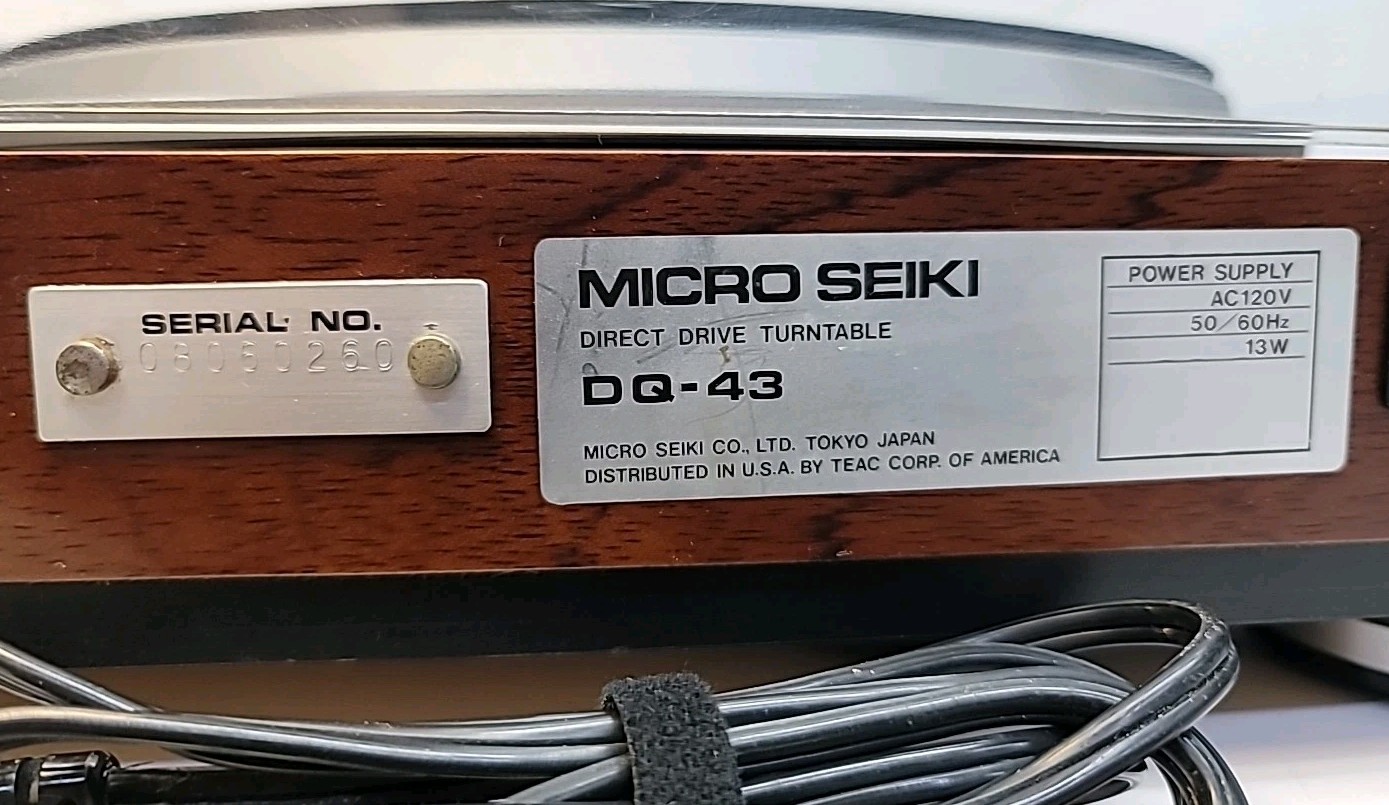 SERIAL NO.
08050260
MICRO SEIKI
DIRECT DRIVE TURNTABLE
DQ-43
MICRO SEIKI CO., LTD. TOKYO JAPAN
DISTRIBUTED IN U.S.A. BY TEAC CORP. OF AMERICA
POWER SUPPLY
AC120V
50/60Hz
13W